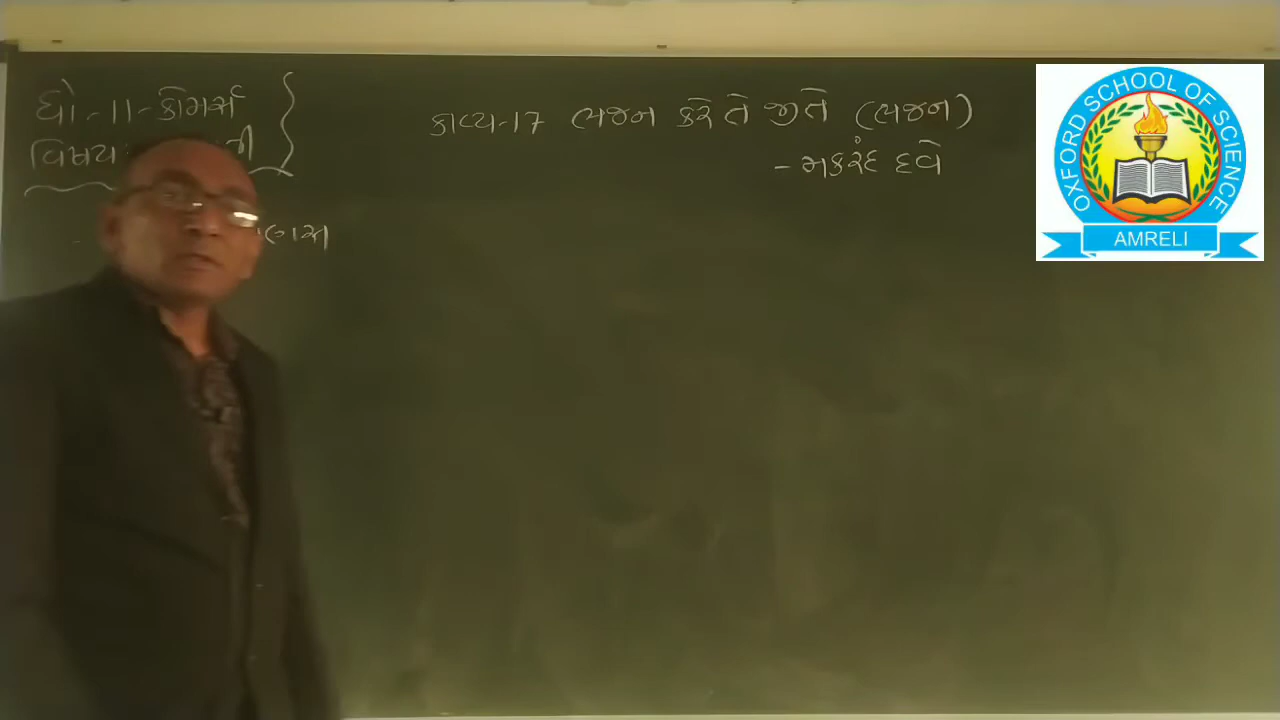 ધો.-11-કોમર્સ
વિષય:
કાવ્ય-17 ભજન કરે તે જીતે (ભજન)
- મકરંદ દવે
OXFORD SCHOOL OF SCIENCE
AMRELI